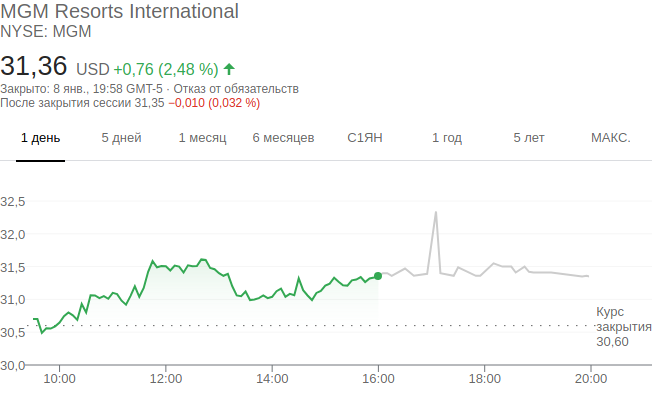 MGM Resorts International
NYSE: MGM
31,36 USD +0,76 (2,48 %)
Закрыто: 8 янв., 19:58 GMT-5 · Отказ от обязательств
После закрытия сессии 31,35 −0,010 (0,032 %)
1 день 5 дней 1 месяц 6 месяцев С1ЯН 1 год 5 лет МАКС.
32,5
32,0
31,5
31,0
30,5
30,0
Курс
закрытия
30,60
10:00 12:00 14:00 16:00 18:00 20:00